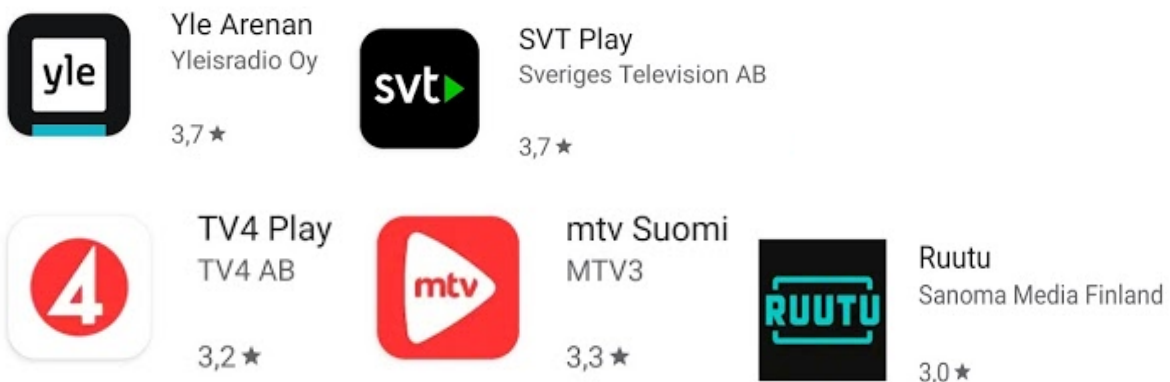 yle
Yle Arenan
Yleisradio Oy
3,7 ★
svt
SVT Play
Sveriges Television AB
3,7 ★
4
TV4 Play
TV4 AB
3,2 ★
mtv
mtv Suomi
MTV3
3,3 ★
RUUTU
Ruutu
Sanoma Media Finland
3,0 ★